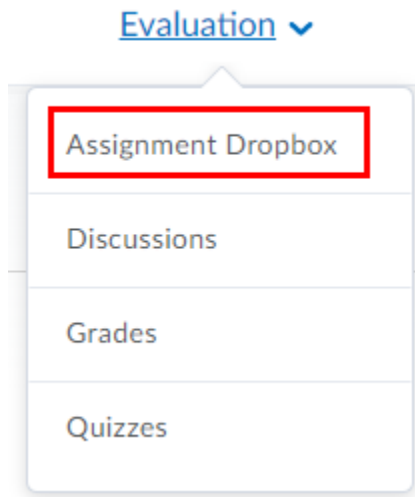 Evaluation
Assignment Dropbox
Discussions
Grades
Quizzes